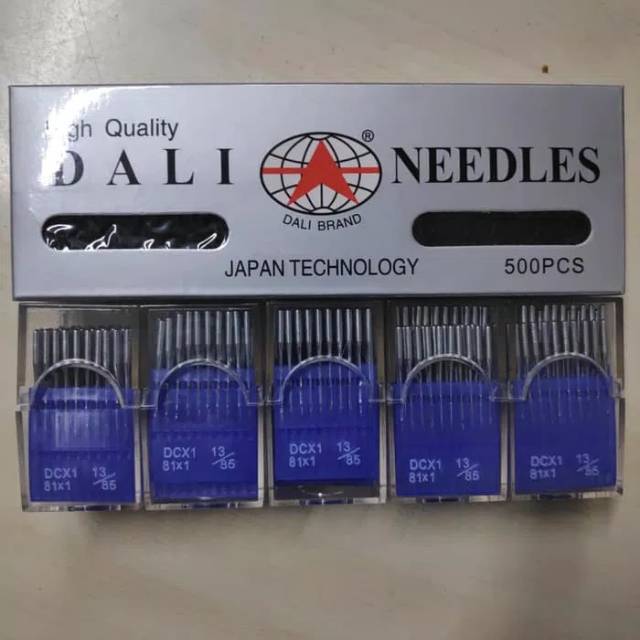 High Quality
DALI ® NEEDLES
DALI BRAND
JAPAN TECHNOLOGY 500PCS
DCX1 13/85
81x1
DCX1 13/85
81x1
DCX1 13/85
81x1
DCX1 13/85
81x1
DCX1 13/85
81x1